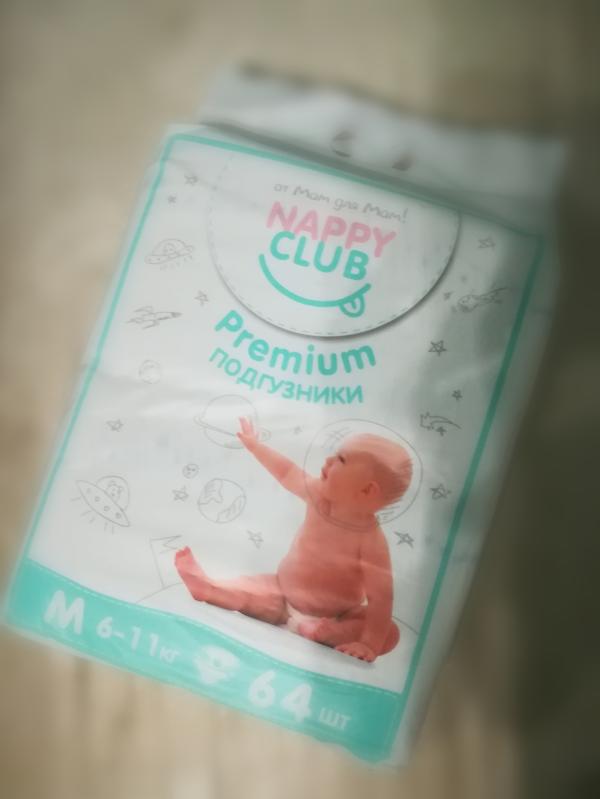 от Мам для Мам!
NAPPY
CLUB
Premium
ПОДГУЗНИКИ
M 6-11кг 64 шт